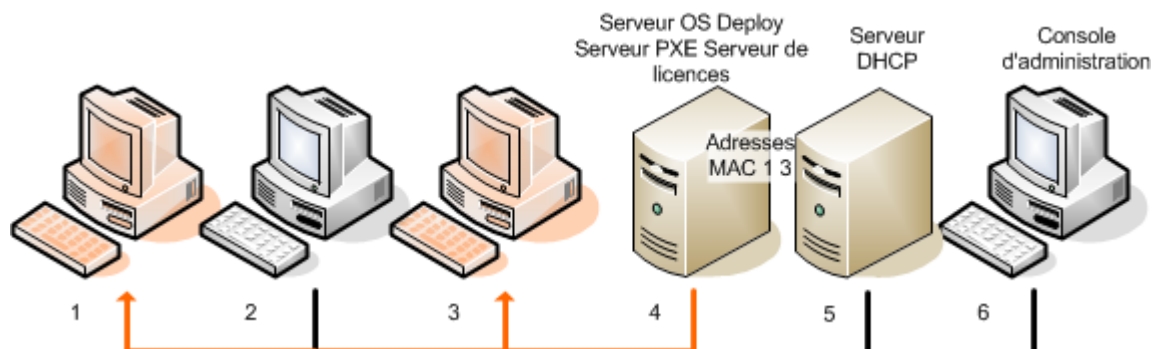 Serveur OS Deploy
Serveur PXE Serveur de
licences
Serveur
DHCP
Console
d'administration
Adresses
MAC 1 3
1
2
3
4
5
6